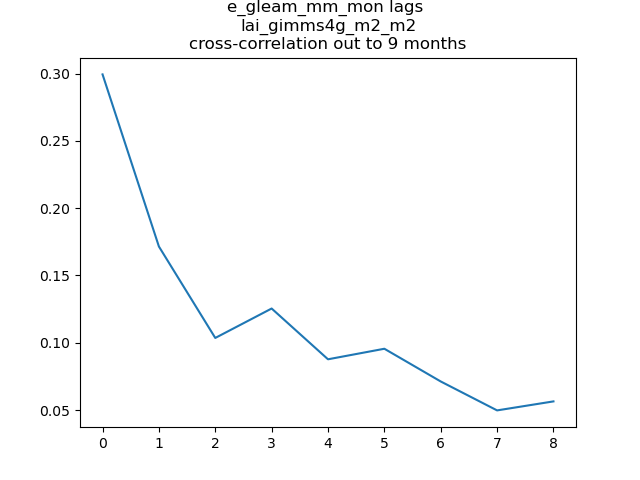 e_gleam_mm_mon lags
lai_gimms4g_m2_m2
cross-correlation out to 9 months
0.30
0.25
0.20
0.15
0.10
0.05
0 1 2 3 4 5 6 7 8